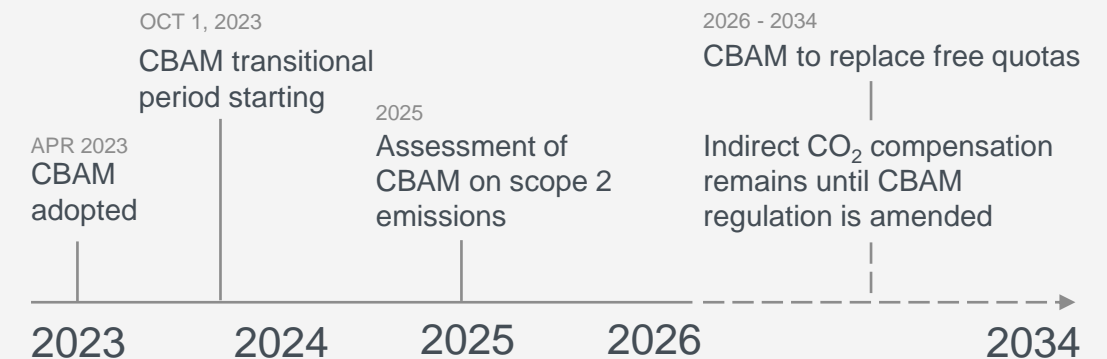 OCT 1, 2023
CBAM transitional
period starting
2026 - 2034
CBAM to replace free quotas
APR 2023
CBAM
adopted
2025
Assessment of
CBAM on scope 2
emissions
Indirect CO₂ compensation
remains until CBAM
regulation is amended
2023 2024 2025 2026 2034